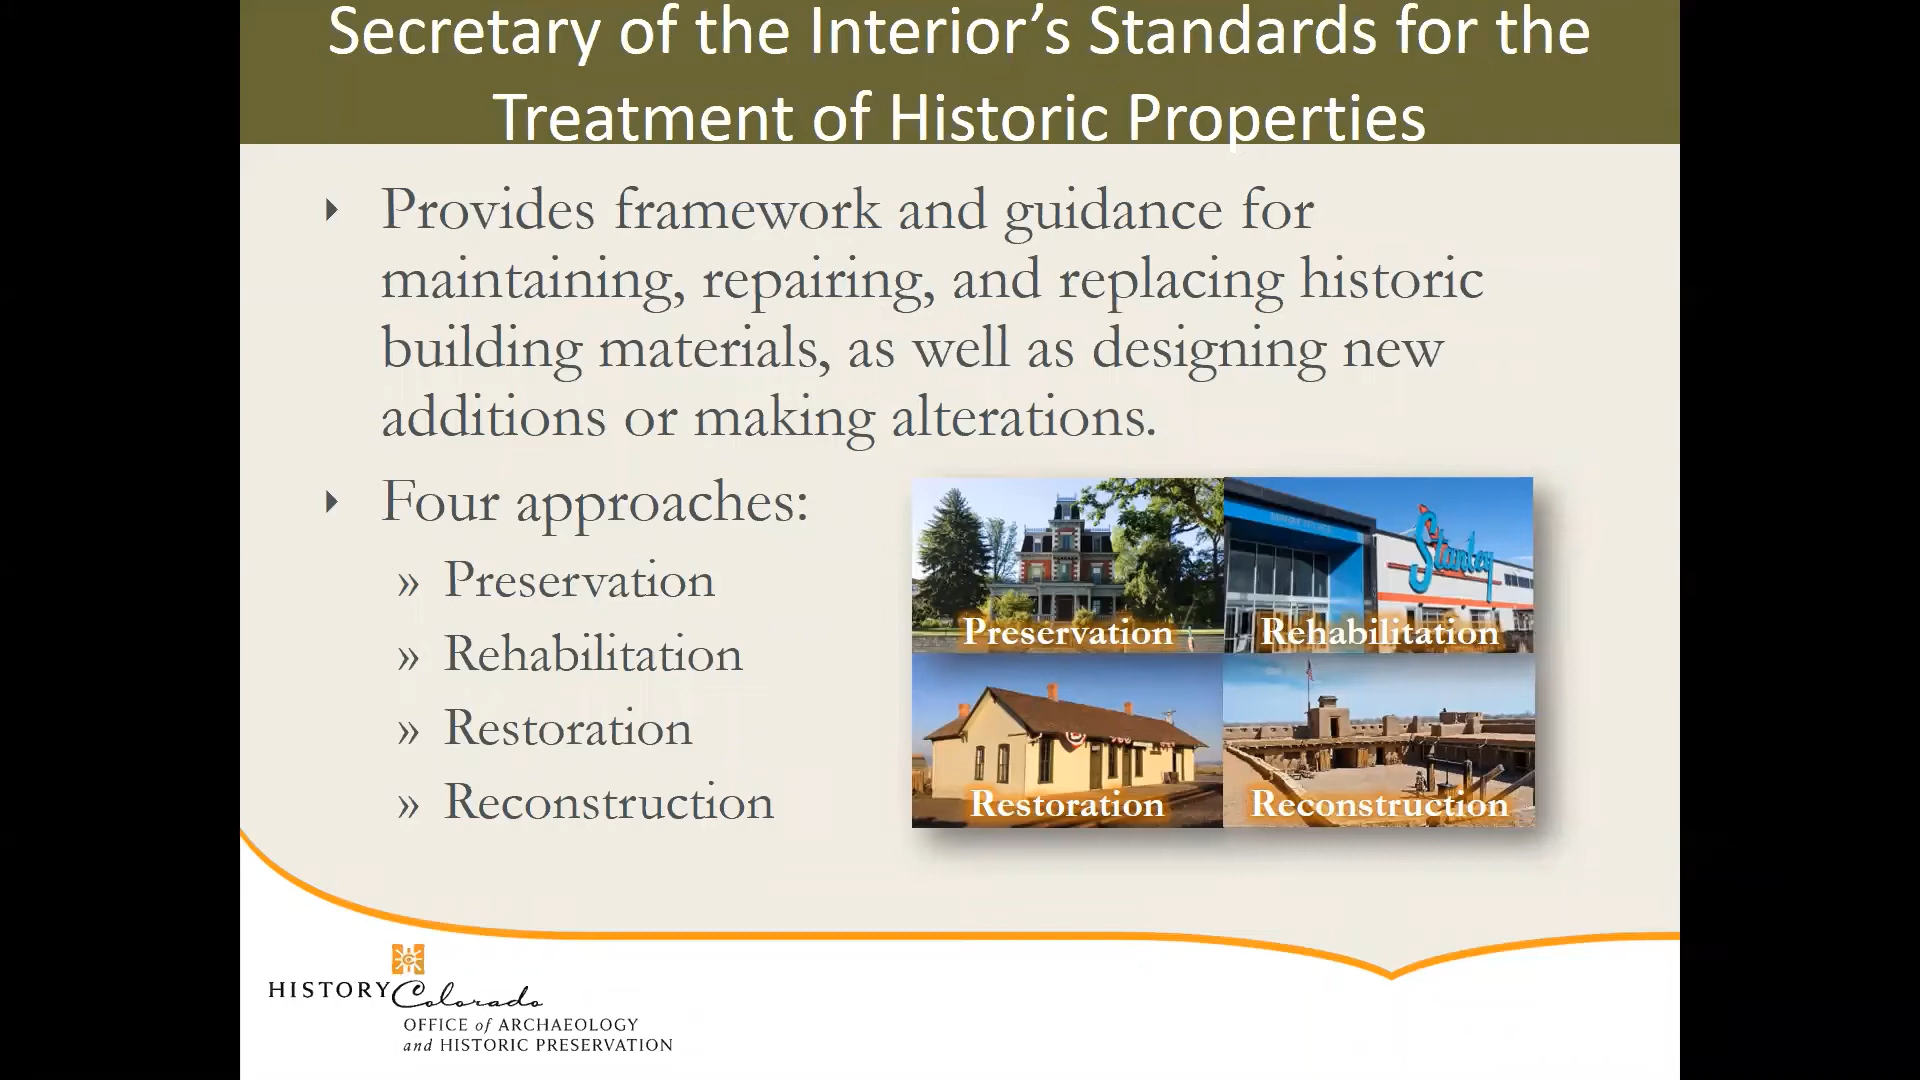 Secretary of the Interior’s Standards for the
Treatment of Historic Properties
Provides framework and guidance for
maintaining, repairing, and replacing historic
building materials, as well as designing new
additions or making alterations.
Four approaches:
» Preservation
» Rehabilitation
» Restoration
» Reconstruction
Stanley
Preservation
Rehabilitation
Restoration
Reconstruction
HISTORY Colorado
OFFICE of ARCHAEOLOGY
and HISTORIC PRESERVATION